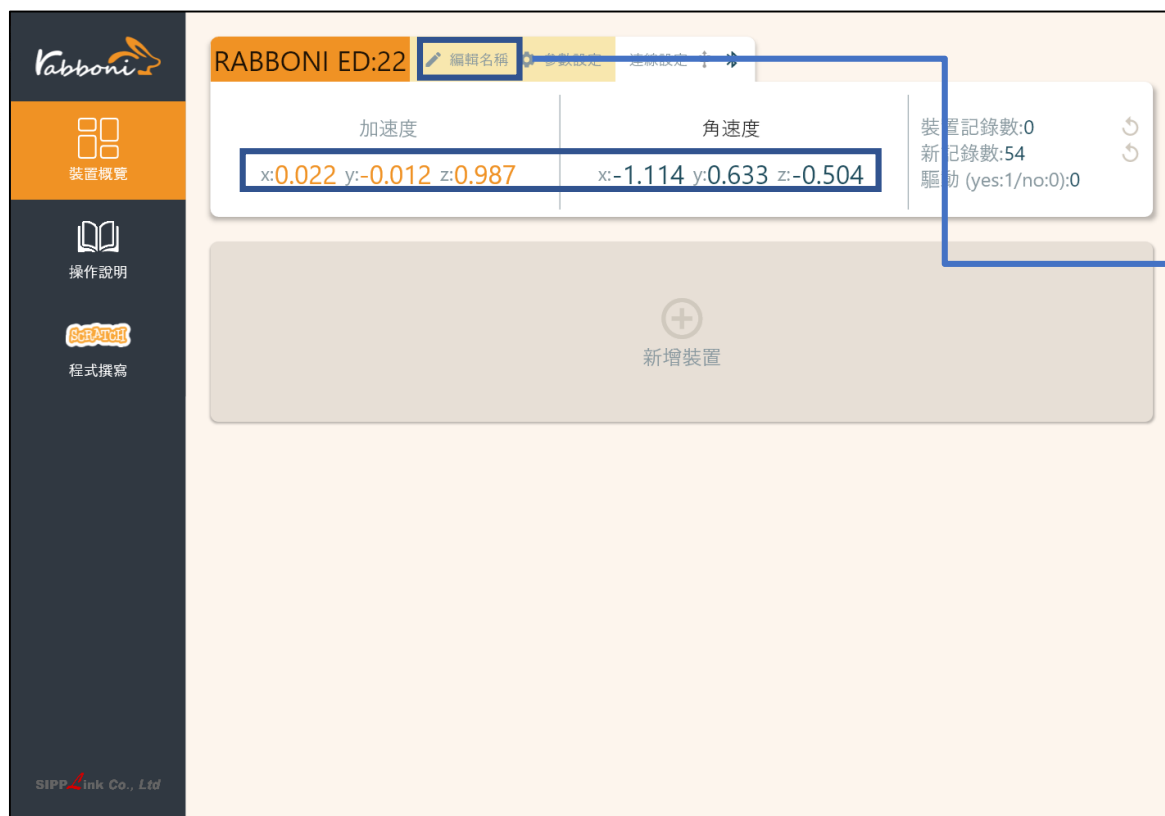 rabboni
裝置概覽
操作說明
SCRATCH
程式撰寫
SIPPLink Co., Ltd
RABBONI ED:22 編輯名稱 參數設定 連線設定
加速度
x:0.022 y:-0.012 z:0.987
角速度
x:-1.114 y:0.633 z:-0.504
裝置記錄數:0
新記錄數:54
驅動 (yes:1/no:0):0
新增裝置